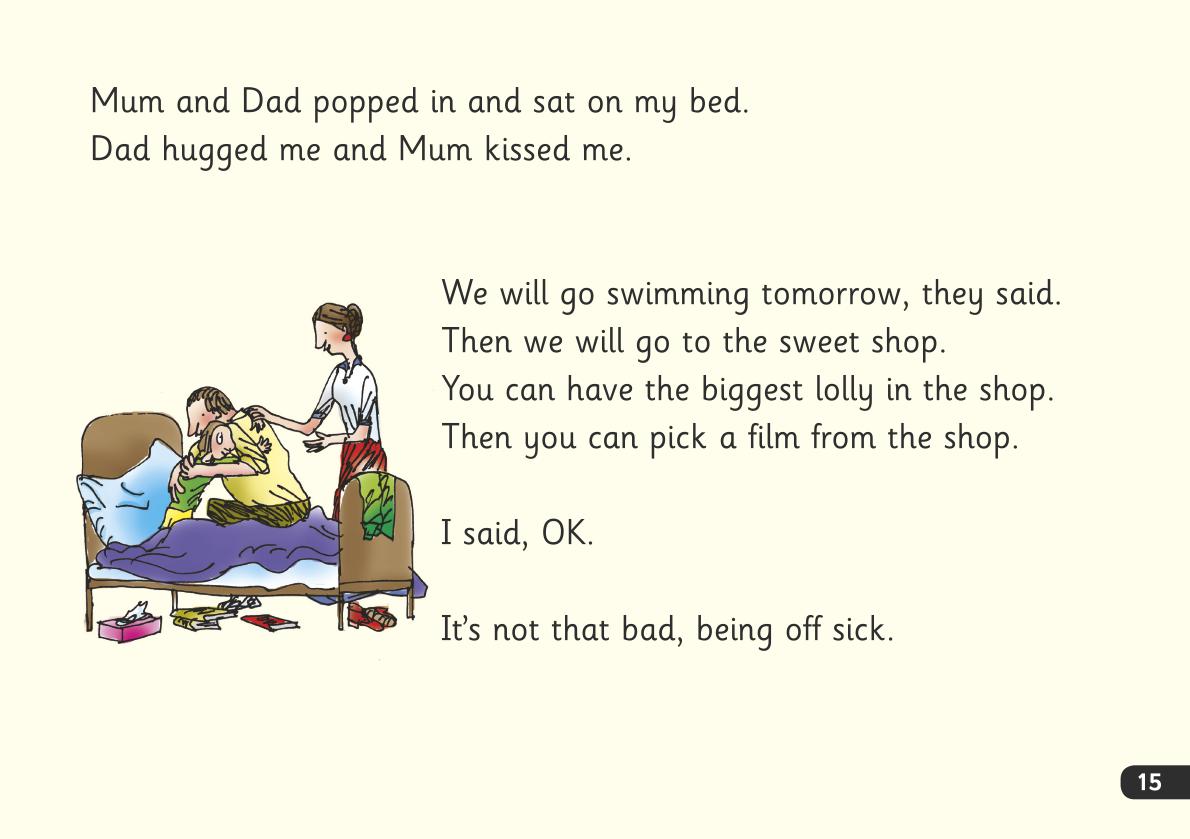 Mum and Dad popped in and sat on my bed.
Dad hugged me and Mum kissed me.
We will go swimming tomorrow, they said.
Then we will go to the sweet shop.
You can have the biggest lolly in the shop.
Then you can pick a film from the shop.
I said, OK.
It’s not that bad, being off sick.
15